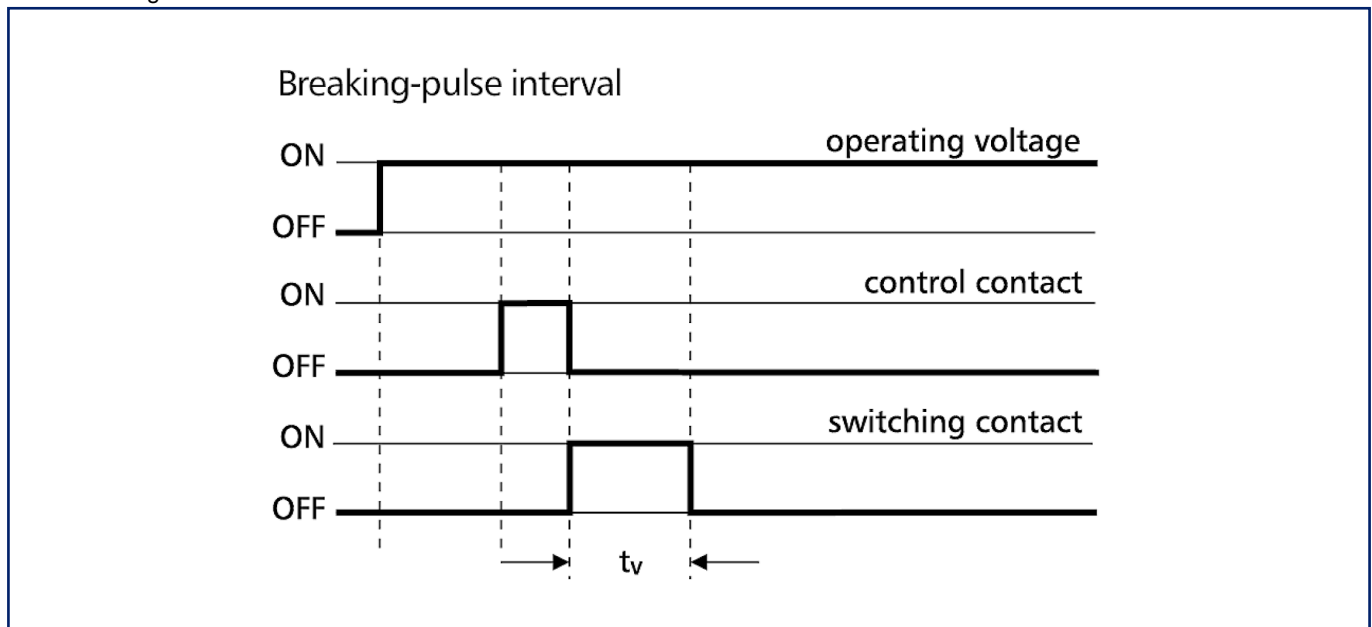 Breaking-pulse interval
ON operating voltage
OFF
ON control contact
OFF
ON switching contact
OFF
tv